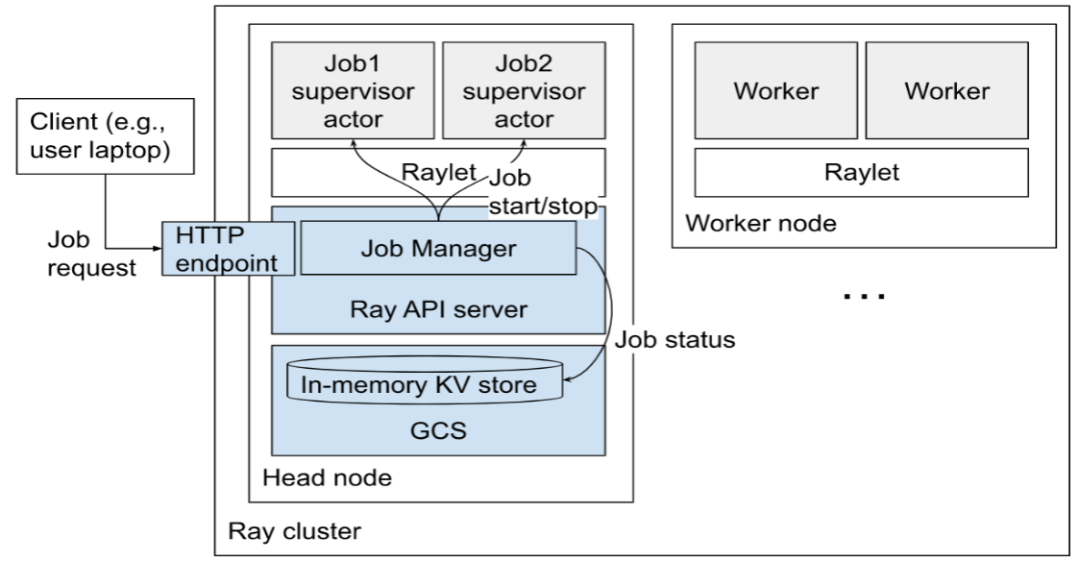 Client (e.g.,
user laptop)
Job
request
HTTP
endpoint
Job1
supervisor
actor
Job2
supervisor
actor
Raylet
Job
start/stop
Job Manager
Ray API server
Job status
In-memory KV store
GCS
Head node
Worker
Worker
Raylet
Worker node
...
Ray cluster